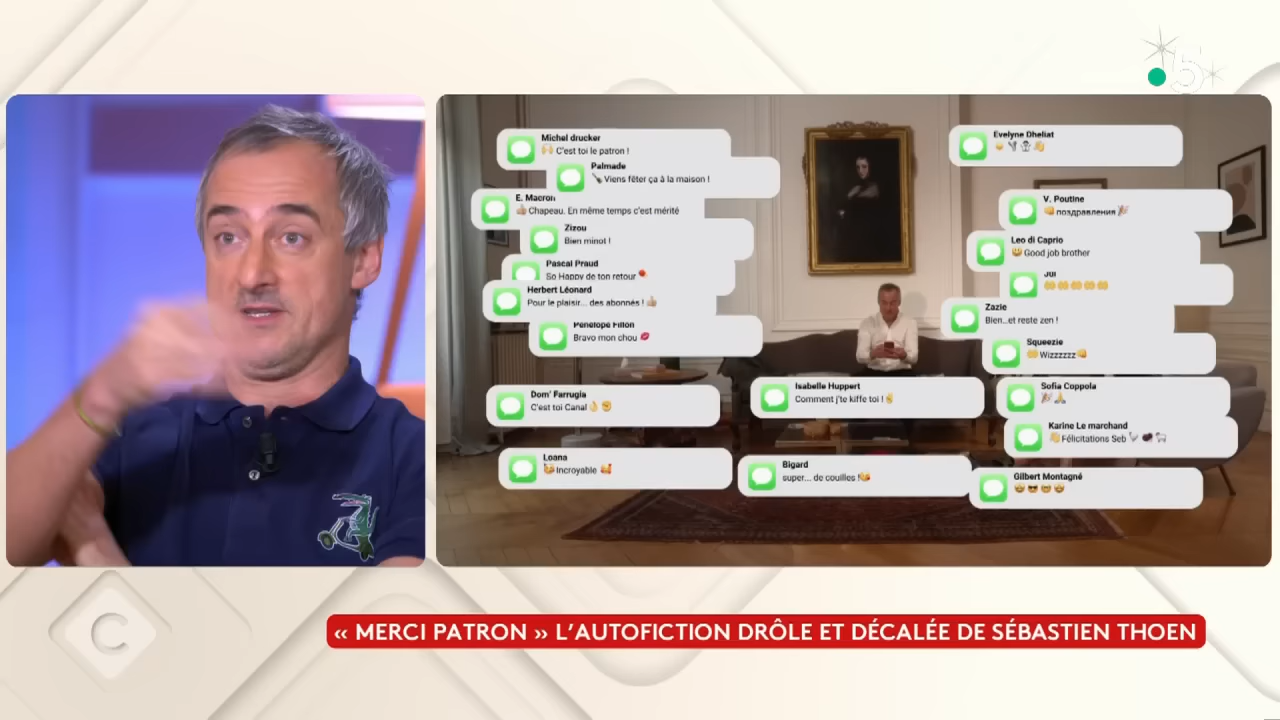 5
Michel drucker
🙌 C'est toi le patron !
Palmade
Viens fêter ça à la maison !
E. Macron
👍 Chapeau. En même temps c'est mérité
Zizou
Bien minot !
Pascal Praud
So Happy de ton retour
Herbert Léonard
Pour le plaisir... des abonnés ! 👍
Penelope Fillon
Bravo mon chou 💋
Dom' Farrugia
C'est toi Canal 👌 ✊
Loana
Incroyable 🥰
Isabelle Huppert
Comment j'te kiffe toi !
Bigard
super... de couilles !
Evelyne Dheliat
V. Poutine
👊 поздравления 🎉
Leo di Caprio
Good job brother
Jul
Zazie
Bien...et reste zen !
Squeezie
Wizzzzzz 👊
Sofia Coppola
🎉 🙏
Karine Le marchand
👏 Félicitations Seb
Gilbert Montagné
C
« MERCI PATRON » L'AUTOFICTION DRÔLE ET DÉCALÉE DE SÉBASTIEN THOEN